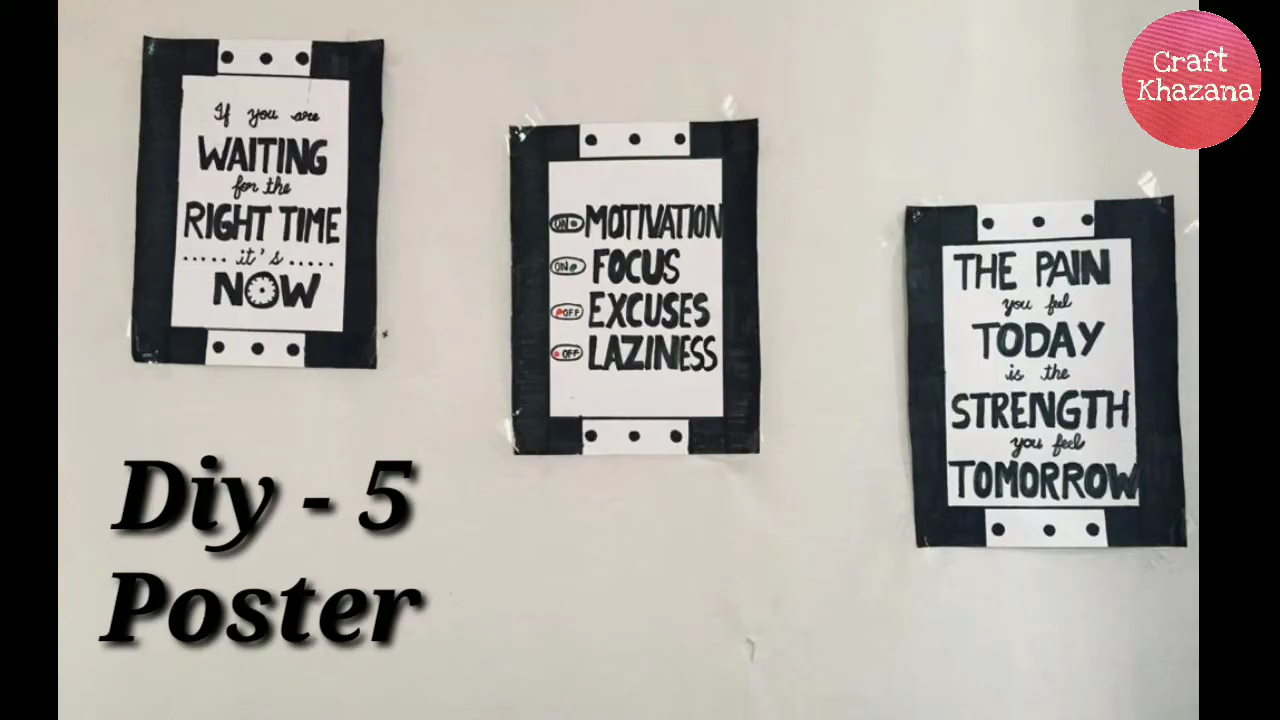 If you are
WAITING
for the
RIGHT TIME
..... it's .....
NOW
ON MOTIVATION
ON FOCUS
OFF EXCUSES
OFF LAZINESS
THE PAIN
you feel
TODAY
is the
STRENGTH
you feel
TOMORROW
Craft
Khazana
Diy - 5
Poster